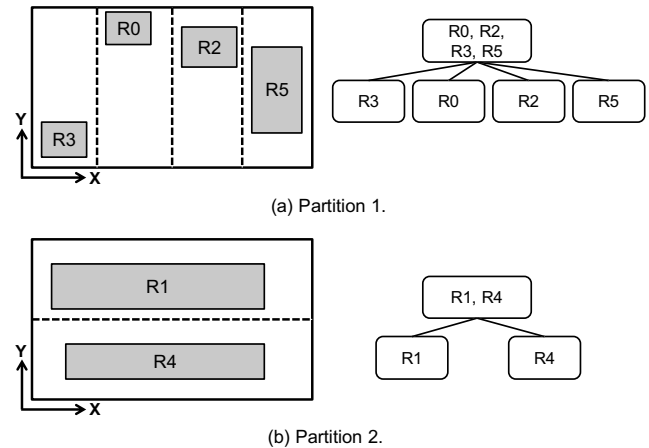 R0
R2
R5
R3
Y
X
R0, R2,
R3, R5
R3 R0 R2 R5
(a) Partition 1.
R1
R4
Y
X
R1, R4
R1 R4
(b) Partition 2.